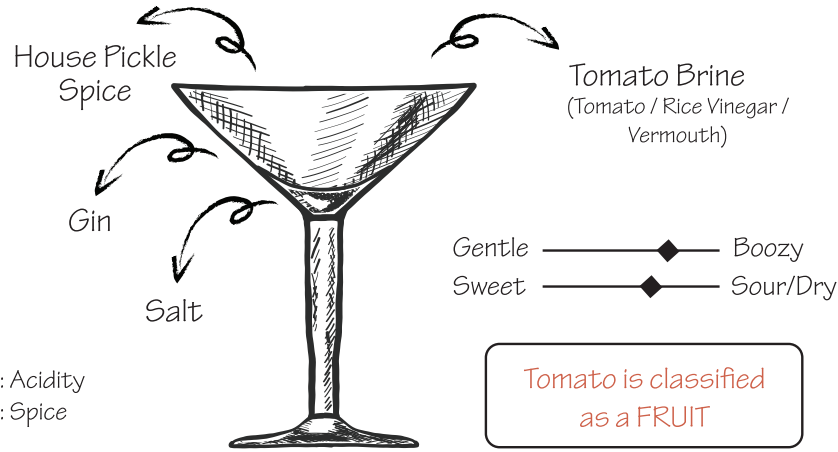 House Pickle
Spice
Tomato Brine
(Tomato / Rice Vinegar /
Vermouth)
Gin
Salt
Gentle Boozy
Sweet Sour/Dry
: Acidity
: Spice
Tomato is classified
as a FRUIT